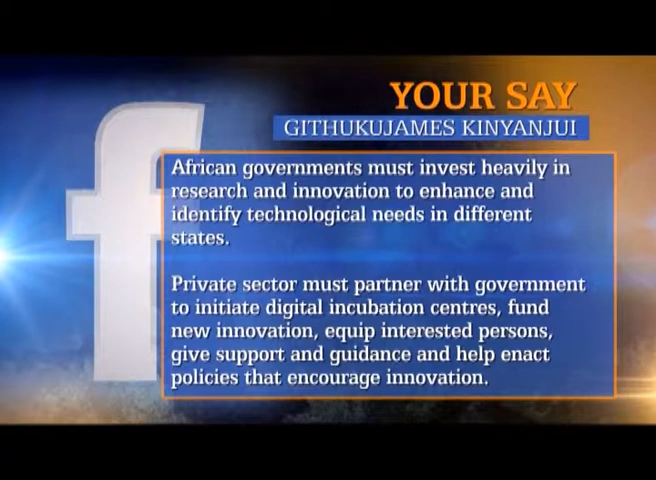 YOUR SAY
GITHUKUJAMES KINYANJUI
African governments must invest heavily in
research and innovation to enhance and
identify technological needs in different
states.
Private sector must partner with government
to initiate digital incubation centres, fund
new innovation, equip interested persons,
give support and guidance and help enact
policies that encourage innovation.